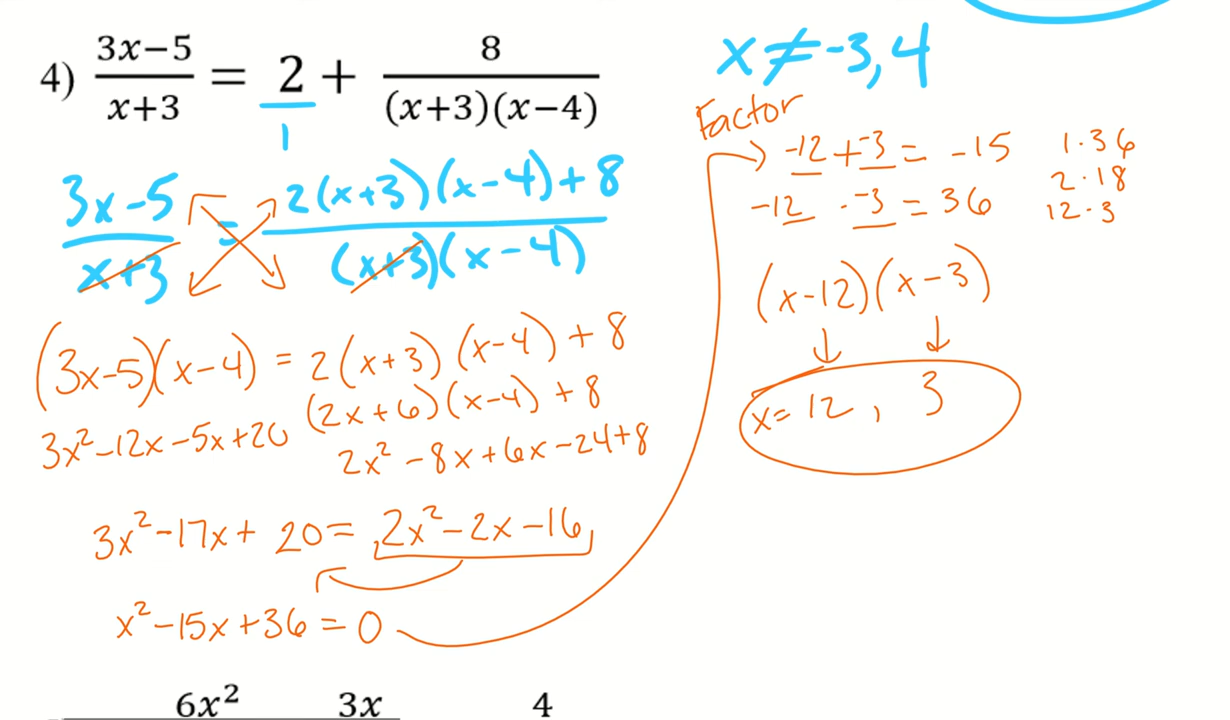 4) (3x−5)/(x+3) = 2 + 8/((x+3)(x−4))
1
(3x-5)/(x+3) = (2(x+3)(x-4)+8)/((x+3)(x-4))
(3x-5)(x-4) = 2(x+3)(x-4)+8
(2x+6)(x-4)+8
3x²-12x-5x+20
2x²-8x+6x-24+8
3x²-17x+20=2x²-2x-16
x²-15x+36=0
x≠-3,4
Factor
-12+-3=-15
1·36
-12·-3=36
2·18
12·3
(x-12)(x-3)
x=12, 3
6x² 3x 4